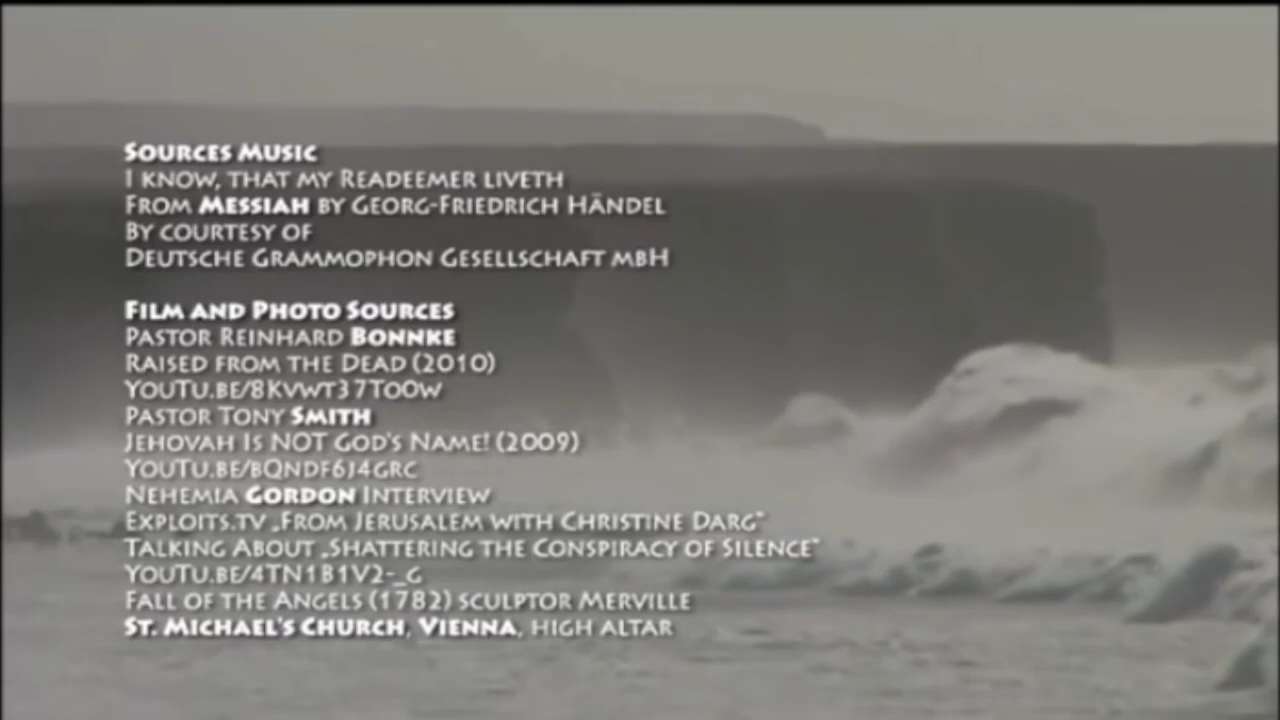 Sources Music
I know, that my Readeemer liveth
From Messiah by Georg-Friedrich Händel
By courtesy of
Deutsche Grammophon Gesellschaft mbH
Film and Photo Sources
Pastor Reinhard Bonnke
Raised from the Dead (2010)
YouTu.be/8Kvwt37To0w
Pastor Tony Smith
Jehovah Is NOT God's Name! (2009)
YouTu.be/bQndf6j4grc
Nehemia Gordon Interview
Exploits.tv „From Jerusalem with Christine Darg"
Talking About „Shattering the Conspiracy of Silence"
YouTu.be/4TN1B1V2-_g
Fall of the Angels (1782) sculptor Merville
St. Michael's Church, Vienna, high altar